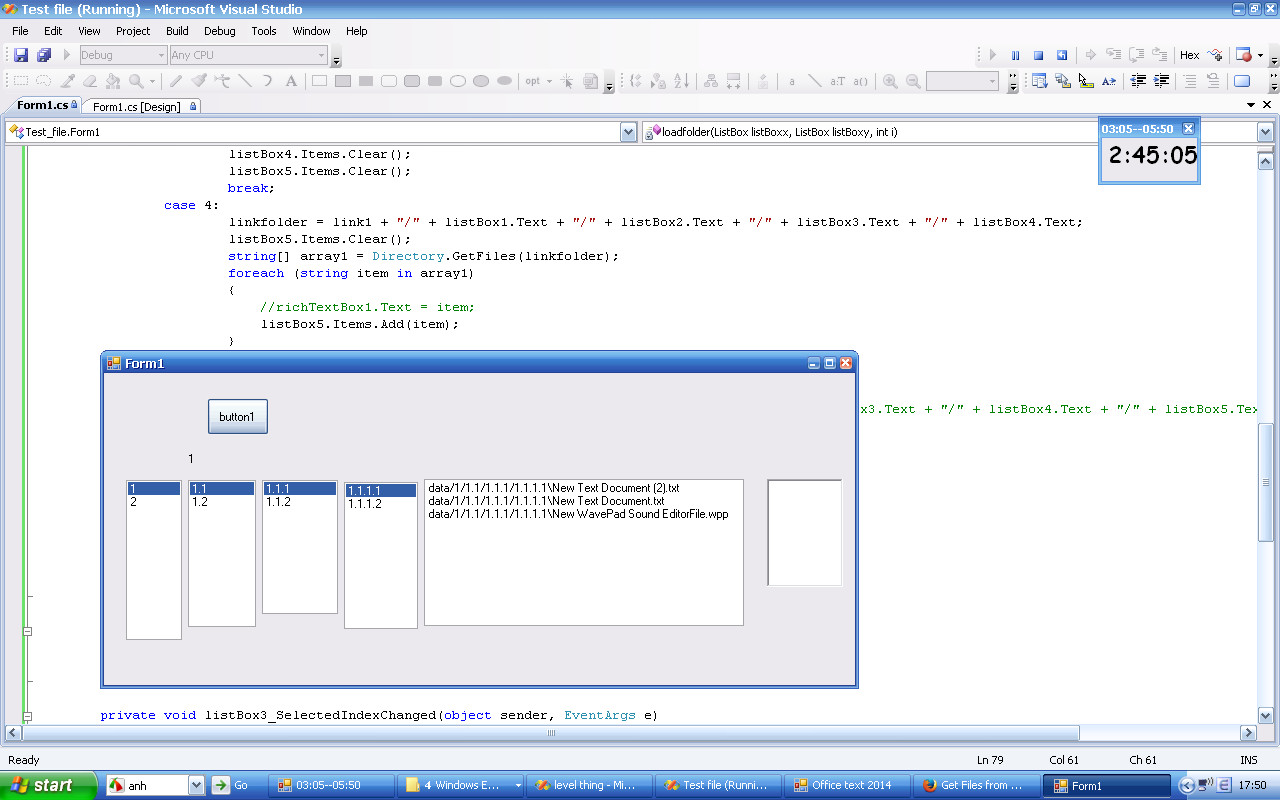 Test file (Running) - Microsoft Visual Studio
File Edit View Project Build Debug Tools Window Help
Debug Any CPU Hex
A opt a a:T a()
Form1.cs Form1.cs [Design]
Test_file.Form1 loadfolder(ListBox listBoxx, ListBox listBoxy, int i)
03:05--05:50
2:45:05
listBox4.Items.Clear();
listBox5.Items.Clear();
break;
case 4:
linkfolder = link1 + "/" + listBox1.Text + "/" + listBox2.Text + "/" + listBox3.Text + "/" + listBox4.Text;
listBox5.Items.Clear();
string[] array1 = Directory.GetFiles(linkfolder);
foreach (string item in array1)
{
//richTextBox1.Text = item;
listBox5.Items.Add(item);
}
Form1
button1
x3.Text + "/" + listBox4.Text + "/" + listBox5.Tex
1
1 1.1 1.1.1 1.1.1.1 data/1/1.1/1.1.1/1.1.1.1\New Text Document (2).txt
2 1.2 1.1.2 1.1.1.2 data/1/1.1/1.1.1/1.1.1.1\New Text Document.txt
data/1/1.1/1.1.1/1.1.1.1\New WavePad Sound EditorFile.wpp
private void listBox3_SelectedIndexChanged(object sender, EventArgs e)
Ready Ln 79 Col 61 Ch 61 INS
start anh Go 03:05--05:50 4 Windows E... level thing - Mi... Test file (Runni... Office text 2014 Get Files from ... Form1 E 17:50